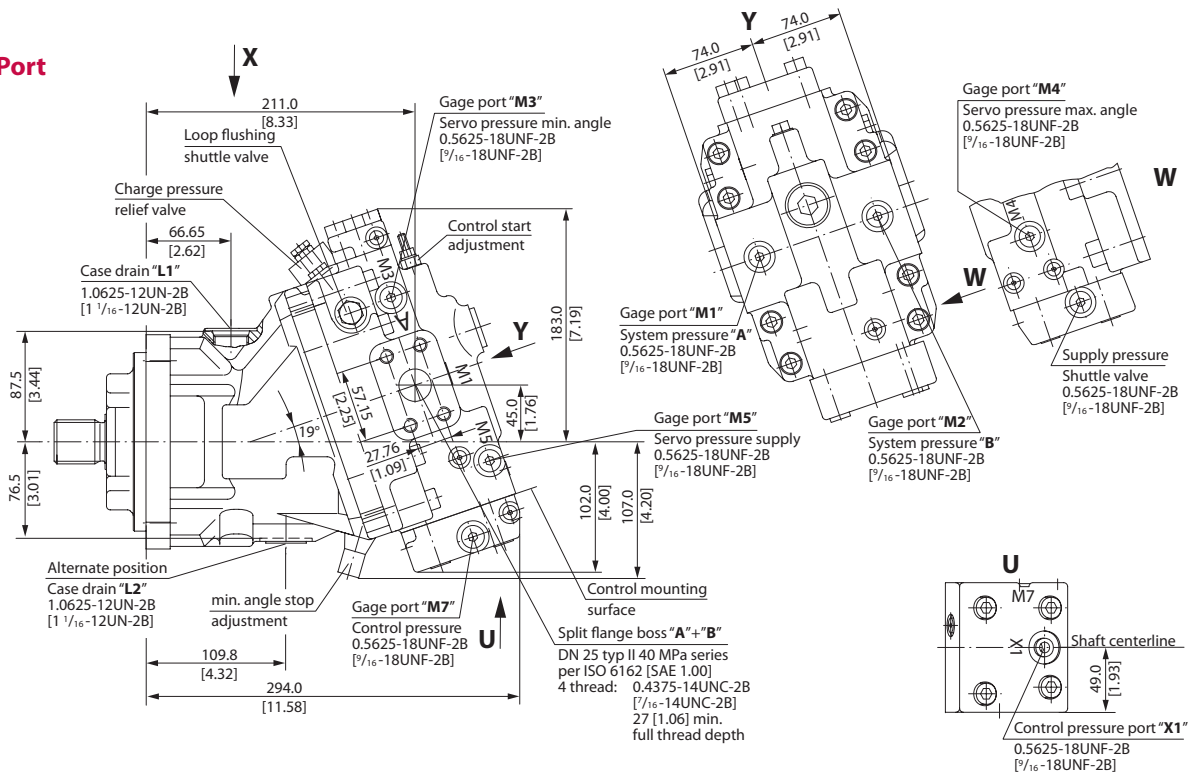 Port
X
211.0
[8.33]
Loop flushing
shuttle valve
Charge pressure
relief valve
66.65
[2.62]
Case drain "L1"
1.0625-12UN-2B
[1 1/16-12UN-2B]
Gage port "M3"
Servo pressure min. angle
0.5625-18UNF-2B
[9/16-18UNF-2B]
Control start
adjustment
M3
A
M1
M5
183.0
[7.19]
Y
87.5
[3.44]
76.5
[3.01]
19°
57.15
[2.25]
27.76
[1.09]
45.0
[1.76]
102.0
[4.00]
107.0
[4.20]
Gage port "M5"
Servo pressure supply
0.5625-18UNF-2B
[9/16-18UNF-2B]
Alternate position
Case drain "L2"
1.0625-12UN-2B
[1 1/16-12UN-2B]
min. angle stop
adjustment
Gage port "M7"
Control pressure
0.5625-18UNF-2B
[9/16-18UNF-2B]
U
Control mounting
surface
Split flange boss "A"+"B"
DN 25 typ II 40 MPa series
per ISO 6162 [SAE 1.00]
4 thread: 0.4375-14UNC-2B
[7/16-14UNC-2B]
27 [1.06] min.
full thread depth
109.8
[4.32]
294.0
[11.58]
Y
74.0
[2.91]
74.0
[2.91]
Gage port "M1"
System pressure "A"
0.5625-18UNF-2B
[9/16-18UNF-2B]
W
Gage port "M2"
System pressure "B"
0.5625-18UNF-2B
[9/16-18UNF-2B]
Gage port "M4"
Servo pressure max. angle
0.5625-18UNF-2B
[9/16-18UNF-2B]
W
M4
Supply pressure
Shuttle valve
0.5625-18UNF-2B
[9/16-18UNF-2B]
U
M7
X1
Shaft centerline
49.0
[1.93]
Control pressure port "X1"
0.5625-18UNF-2B
[9/16-18UNF-2B]